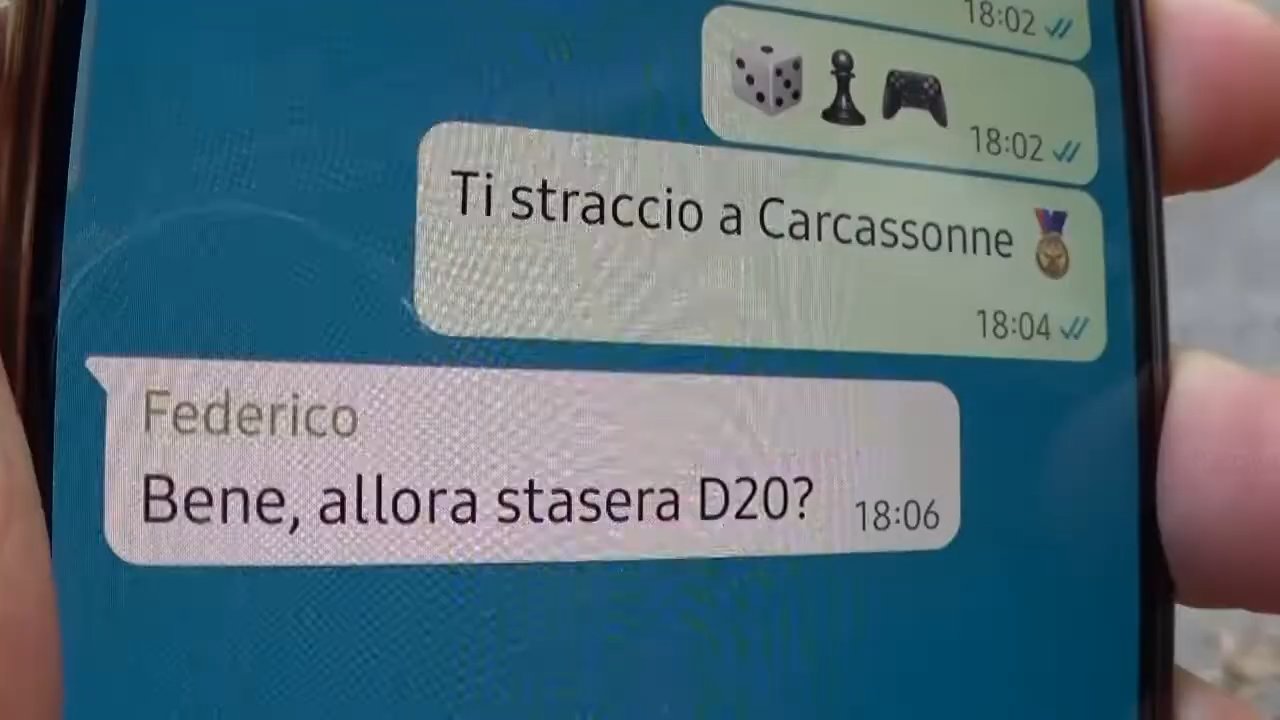 18:02
18:02
Ti straccio a Carcassonne
18:04
Federico
Bene, allora stasera D20?
18:06